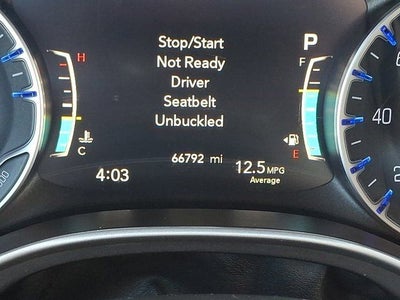 Stop/Start
P
H
Not Ready
F
Driver
Seatbelt
Unbuckled
40
C
E
66792 mi
4:03
12.5 MPG
Average